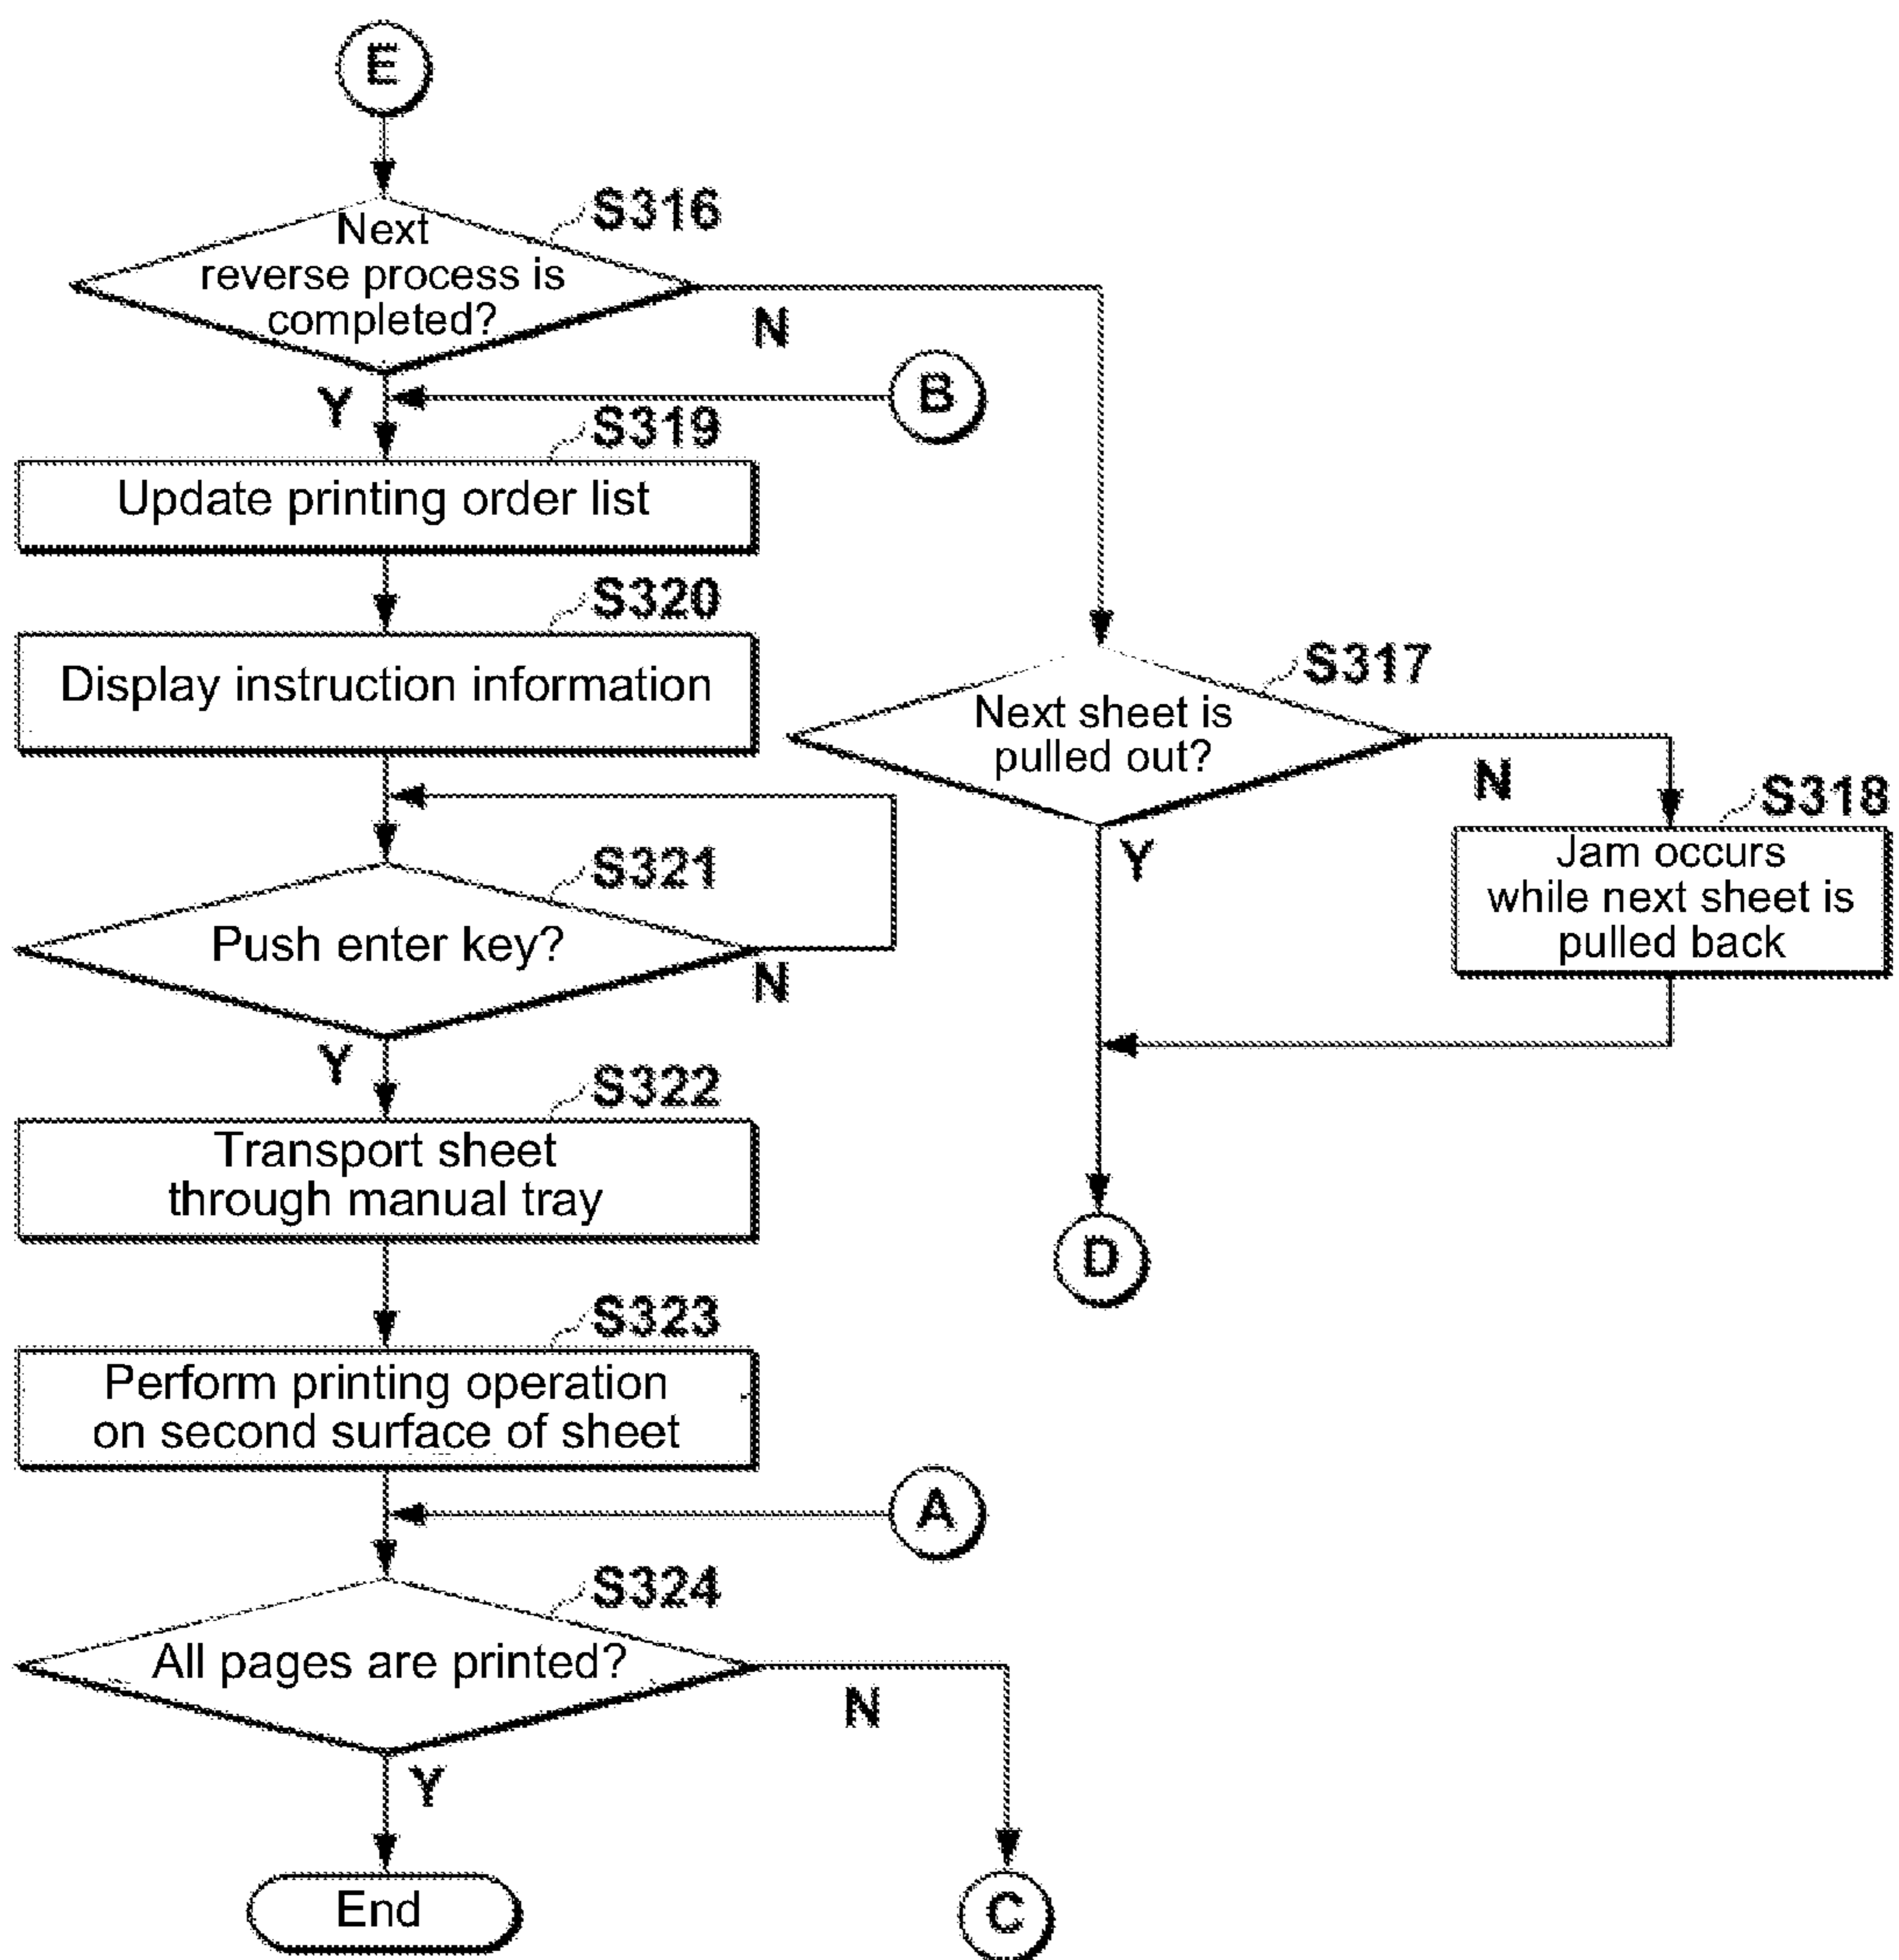 E
S316
Next
reverse process is
completed?
N
Y
B
S319
Update printing order list
S320
Display instruction information
S317
Next sheet is
pulled out?
N
Y
S318
Jam occurs
while next sheet is
pulled back
S321
Push enter key?
N
Y
S322
Transport sheet
through manual tray
D
S323
Perform printing operation
on second surface of sheet
A
S324
All pages are printed?
N
Y
End
C